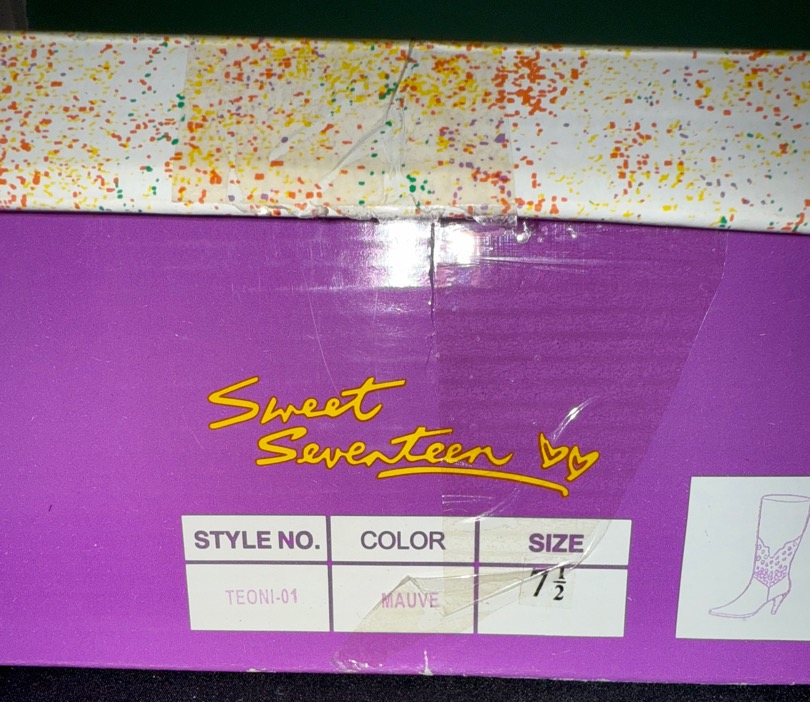 Sweet
Seventeen
STYLE NO. COLOR SIZE
TEONI-01 MAUVE 7 1/2